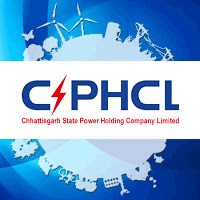 CSPHCL
Chhattisgarh State Power Holding Company Limited